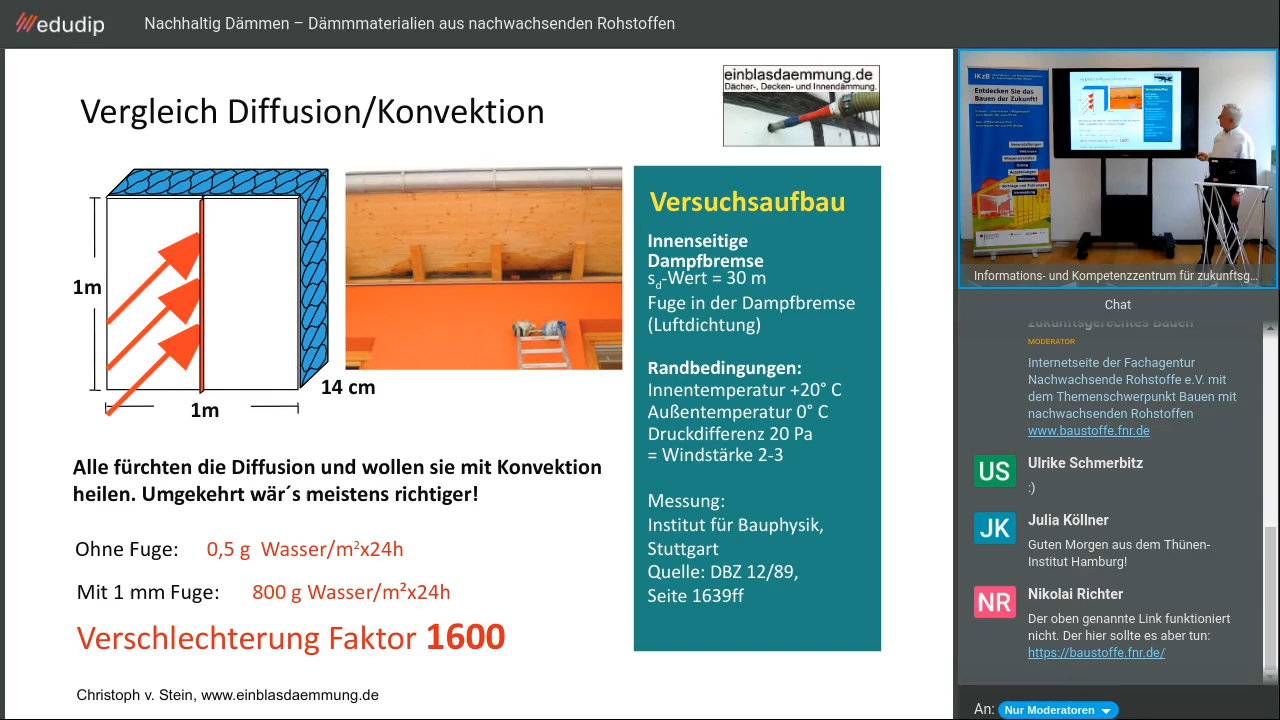 edudip
Nachhaltig Dämmen – Dämmmaterialien aus nachwachsenden Rohstoffen
Vergleich Diffusion/Konvektion
einblasdaemmung.de
Dächer-, Decken- und Innendämmung.
1m
14 cm
1m
Alle fürchten die Diffusion und wollen sie mit Konvektion
heilen. Umgekehrt wär´s meistens richtiger!
Ohne Fuge: 0,5 g Wasser/m²x24h
Mit 1 mm Fuge: 800 g Wasser/m²x24h
Verschlechterung Faktor 1600
Christoph v. Stein, www.einblasdaemmung.de
Versuchsaufbau
Innenseitige
Dampfbremse
sd-Wert = 30 m
Fuge in der Dampfbremse
(Luftdichtung)
Randbedingungen:
Innentemperatur +20° C
Außentemperatur 0° C
Druckdifferenz 20 Pa
= Windstärke 2-3
Messung:
Institut für Bauphysik,
Stuttgart
Quelle: DBZ 12/89,
Seite 1639ff
IKzB
Entdecken Sie das
Bauen der Zukunft!
Informations- und Kompetenzzentrum für zukunftsg...
Chat
zukunftsgerechtes Bauen
MODERATOR
Internetseite der Fachagentur
Nachwachsende Rohstoffe e.V. mit
dem Themenschwerpunkt Bauen mit
nachwachsenden Rohstoffen
www.baustoffe.fnr.de
US
Ulrike Schmerbitz
:)
JK
Julia Köllner
Guten Morgen aus dem Thünen-
Institut Hamburg!
NR
Nikolai Richter
Der oben genannte Link funktioniert
nicht. Der hier sollte es aber tun:
https://baustoffe.fnr.de/
An: Nur Moderatoren